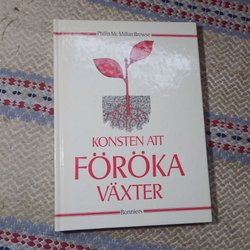 Philip Mc Millan Browse
KONSTEN ATT
FÖRÖKA
VÄXTER
Bonniers